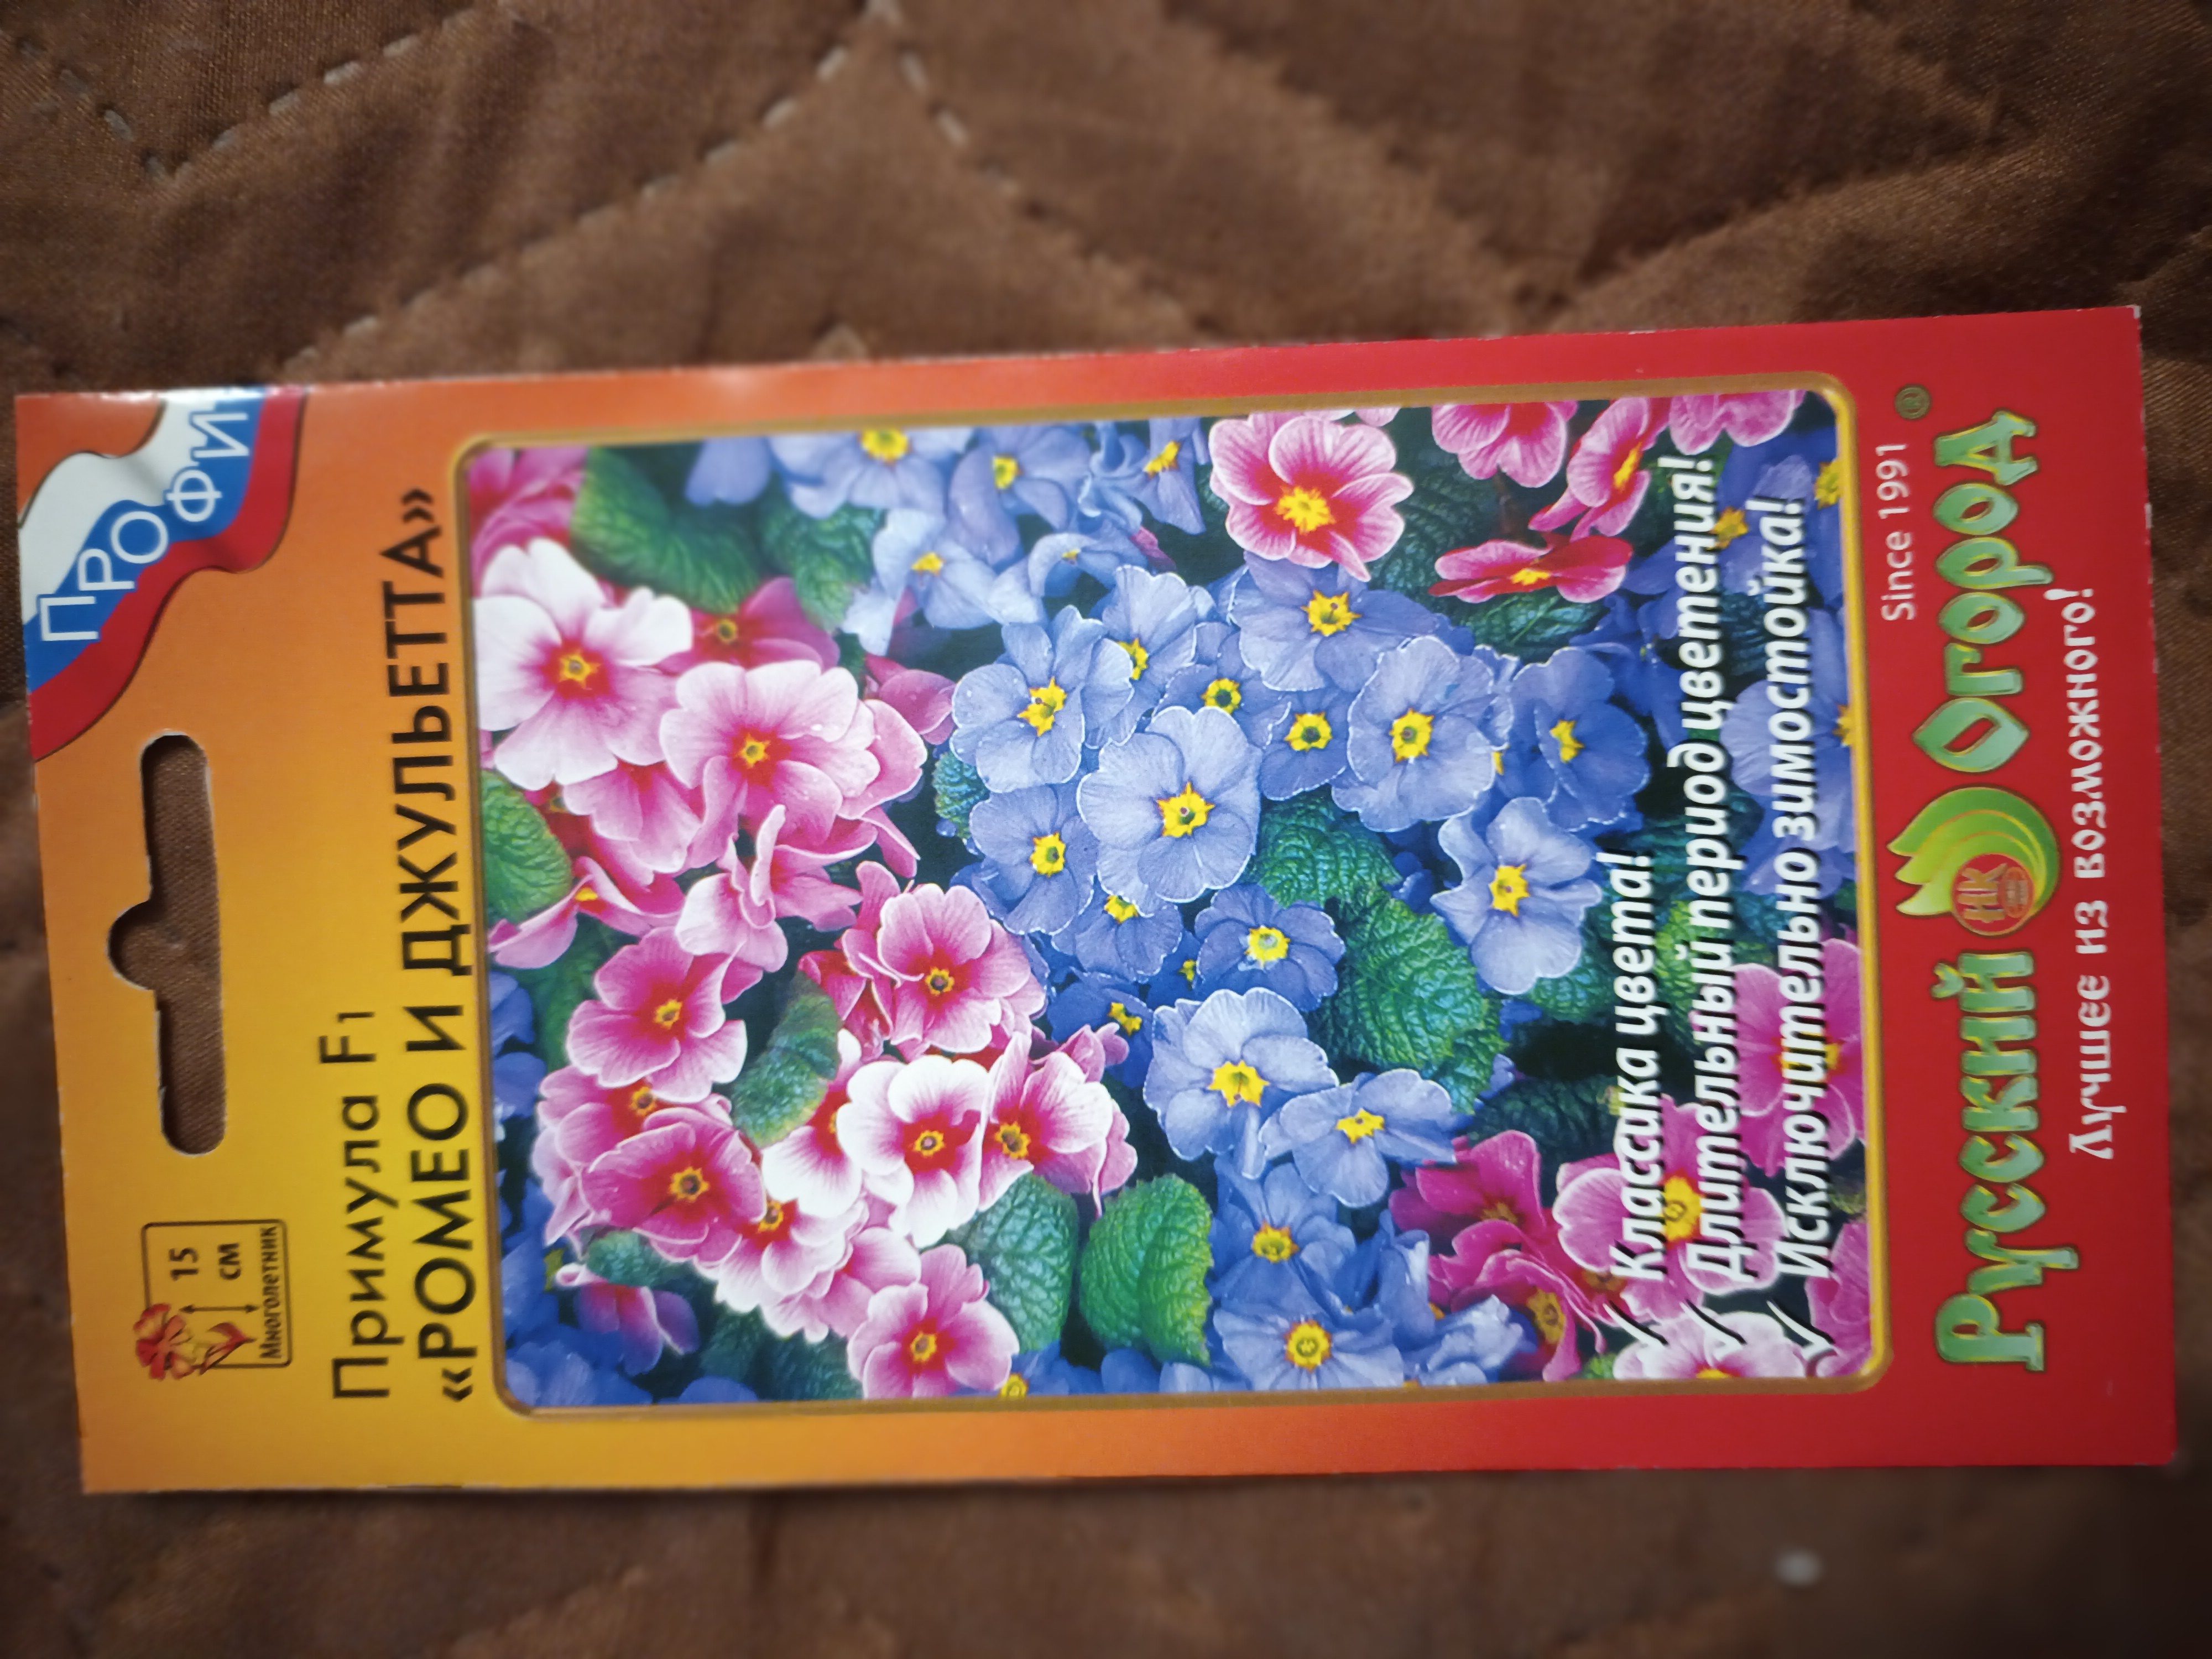 ПРОФИ
15
см
Многолетник
Примула F1
«РОМЕО И ДЖУЛЬЕТТА»
Классика цвета!
Длительный период цветения!
Исключительно зимостойка!
Since 1991
Русский НК Огород®
Лучшее из возможного!